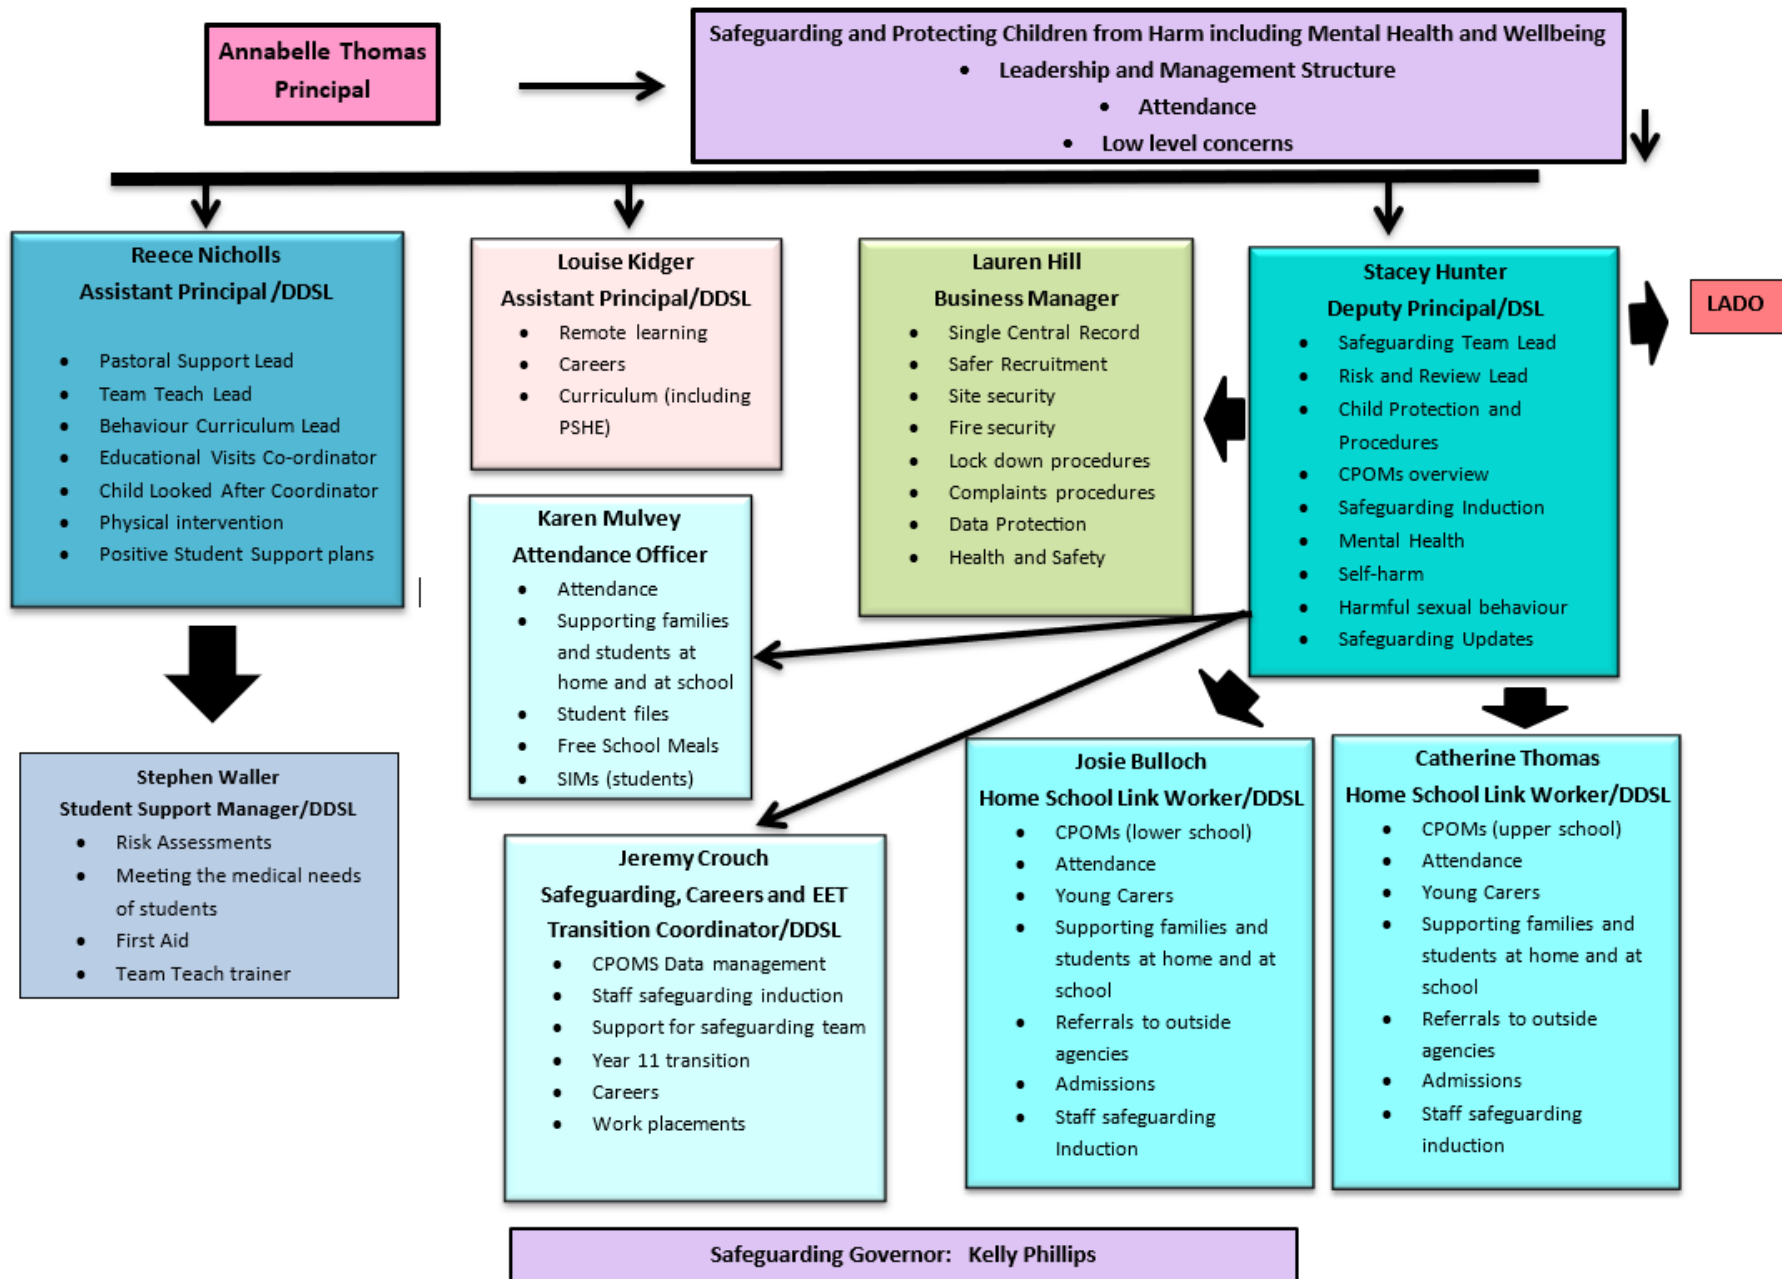 Annabelle Thomas
Principal
Safeguarding and Protecting Children from Harm including Mental Health and Wellbeing
• Leadership and Management Structure
• Attendance
• Low level concerns
Reece Nicholls
Assistant Principal /DDSL
• Pastoral Support Lead
• Team Teach Lead
• Behaviour Curriculum Lead
• Educational Visits Co-ordinator
• Child Looked After Coordinator
• Physical intervention
• Positive Student Support plans
Louise Kidger
Assistant Principal/DDSL
• Remote learning
• Careers
• Curriculum (including
PSHE)
Lauren Hill
Business Manager
• Single Central Record
• Safer Recruitment
• Site security
• Fire security
• Lock down procedures
• Complaints procedures
• Data Protection
• Health and Safety
Stacey Hunter
Deputy Principal/DSL
• Safeguarding Team Lead
• Risk and Review Lead
• Child Protection and
Procedures
• CPOMs overview
• Safeguarding Induction
• Mental Health
• Self-harm
• Harmful sexual behaviour
• Safeguarding Updates
LADO
Karen Mulvey
Attendance Officer
• Attendance
• Supporting families
and students at
home and at school
• Student files
• Free School Meals
• SIMs (students)
Stephen Waller
Student Support Manager/DDSL
• Risk Assessments
• Meeting the medical needs
of students
• First Aid
• Team Teach trainer
Jeremy Crouch
Safeguarding, Careers and EET
Transition Coordinator/DDSL
• CPOMS Data management
• Staff safeguarding induction
• Support for safeguarding team
• Year 11 transition
• Careers
• Work placements
Josie Bulloch
Home School Link Worker/DDSL
• CPOMs (lower school)
• Attendance
• Young Carers
• Supporting families and
students at home and at
school
• Referrals to outside
agencies
• Admissions
• Staff safeguarding
Induction
Catherine Thomas
Home School Link Worker/DDSL
• CPOMs (upper school)
• Attendance
• Young Carers
• Supporting families and
students at home and at
school
• Referrals to outside
agencies
• Admissions
• Staff safeguarding
induction
Safeguarding Governor: Kelly Phillips